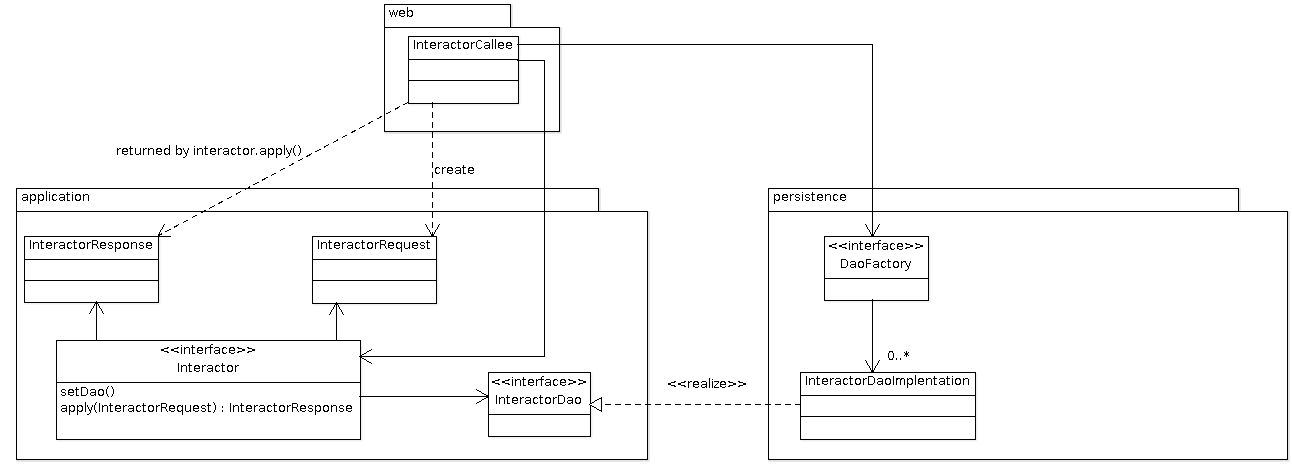 web
InteractorCallee
returned by interactor.apply()
create
application
persistence
InteractorResponse
InteractorRequest
<<interface>>
DaoFactory
<<interface>>
Interactor
setDao()
apply(InteractorRequest) : InteractorResponse
<<interface>>
InteractorDao
<<realize>>
0..*
InteractorDaoImplentation